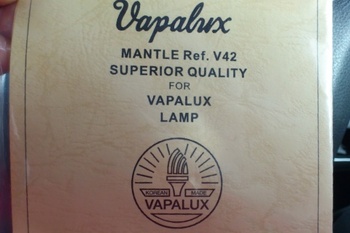 Vapalux
MANTLE Ref. V42
SUPERIOR QUALITY
FOR
VAPALUX
LAMP
KOREAN MADE
VAPALUX